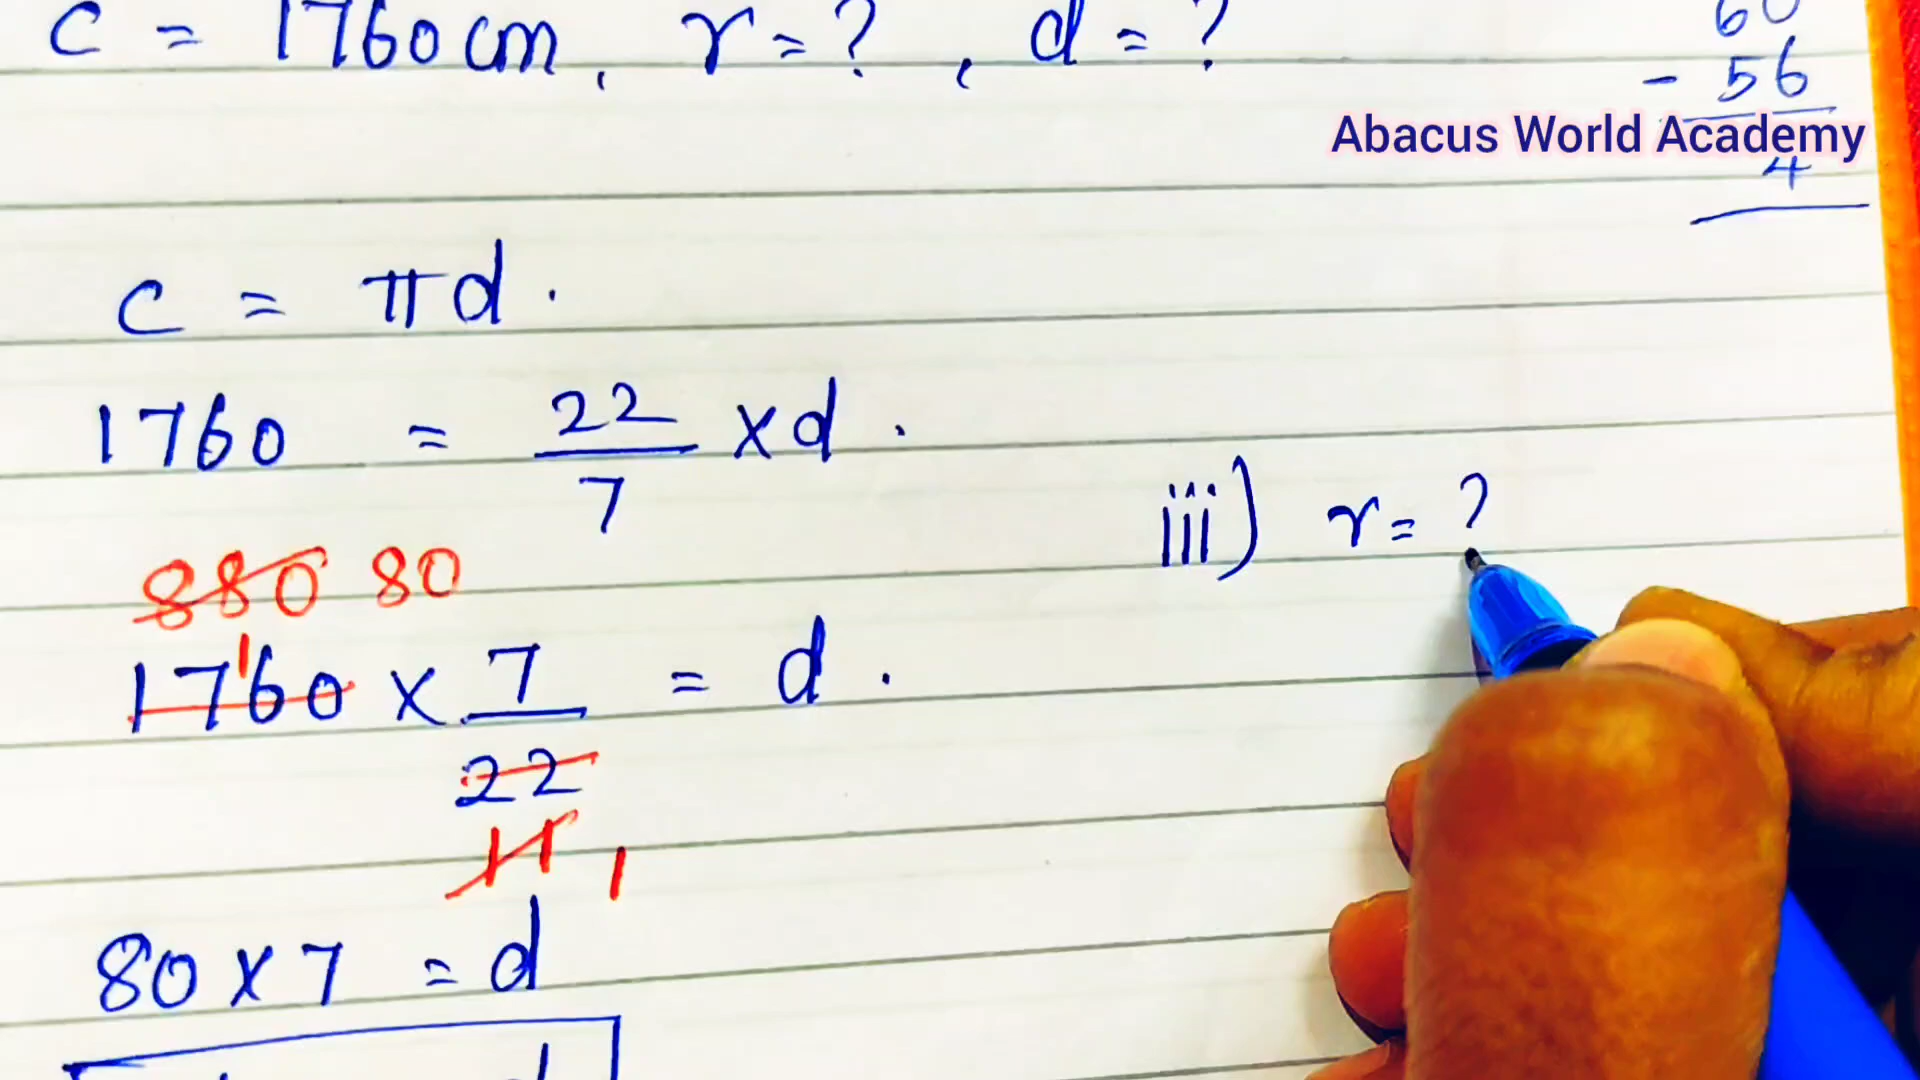 c = 1760 cm, r = ?, d = ?
60
- 56
4
Abacus World Academy
c = πd.
1760 = 22/7 x d.
iii) r = ?
880 80
1
1760 x 7/22 = d.
11 1
80 x 7 = d
d